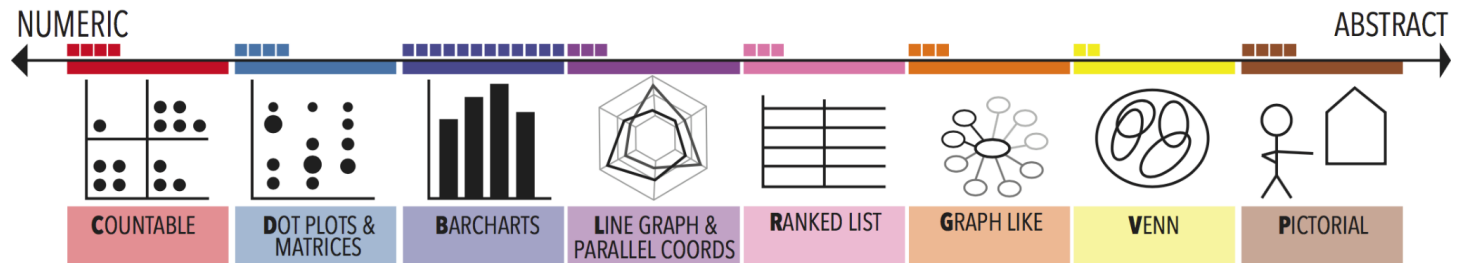 NUMERIC
ABSTRACT
COUNTABLE
DOT PLOTS &
MATRICES
BARCHARTS
LINE GRAPH &
PARALLEL COORDS
RANKED LIST
GRAPH LIKE
VENN
PICTORIAL